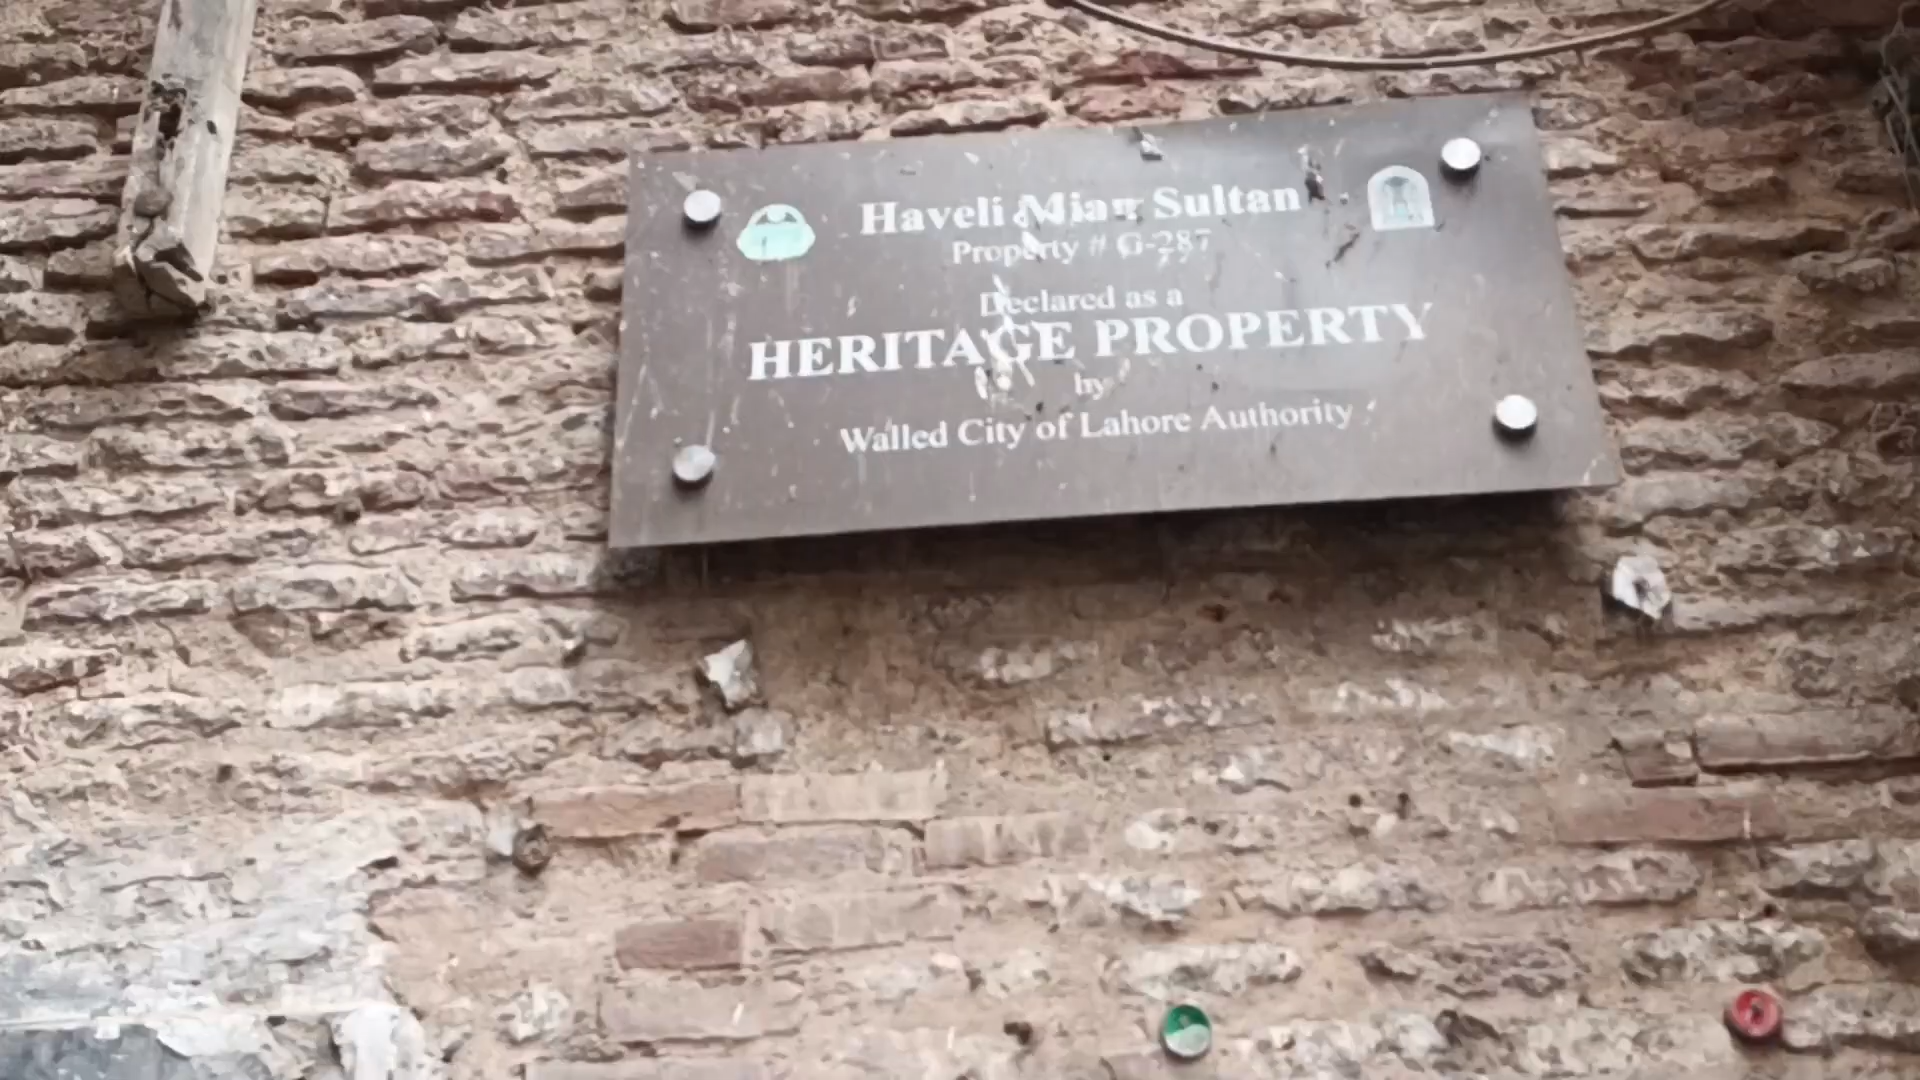 Haveli Mian Sultan
Property # G-287
Declared as a
HERITAGE PROPERTY
by
Walled City of Lahore Authority